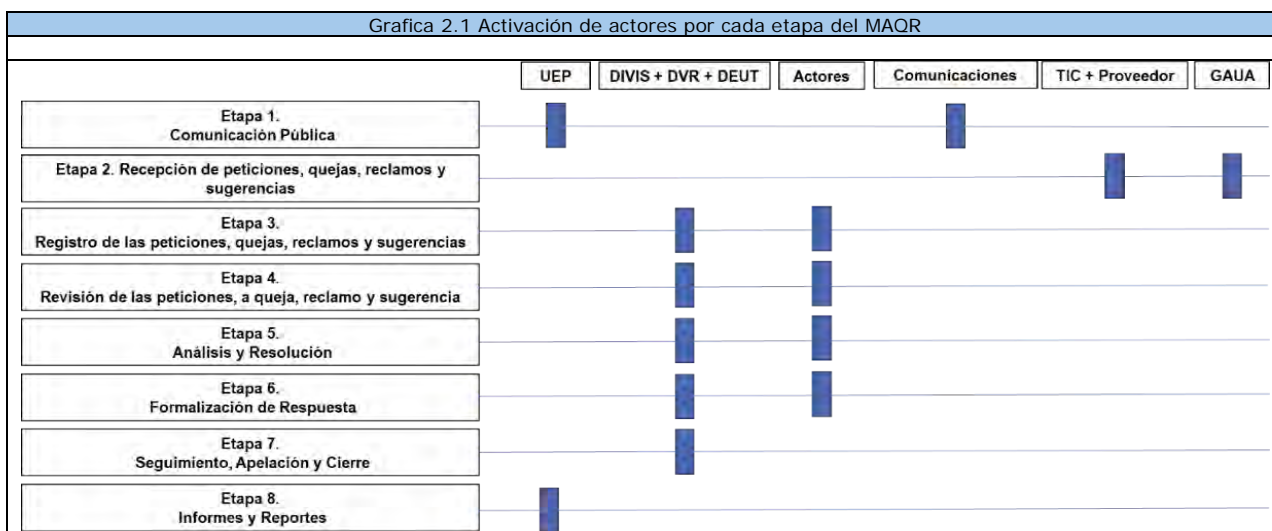 Grafica 2.1 Activación de actores por cada etapa del MAQR
UEP DIVIS + DVR + DEUT Actores Comunicaciones TIC + Proveedor GAUA
Etapa 1.
Comunicación Pública
Etapa 2. Recepción de peticiones, quejas, reclamos y
sugerencias
Etapa 3.
Registro de las peticiones, quejas, reclamos y sugerencias
Etapa 4.
Revisión de las peticiones, a queja, reclamo y sugerencia
Etapa 5.
Análisis y Resolución
Etapa 6.
Formalización de Respuesta
Etapa 7.
Seguimiento, Apelación y Cierre
Etapa 8.
Informes y Reportes